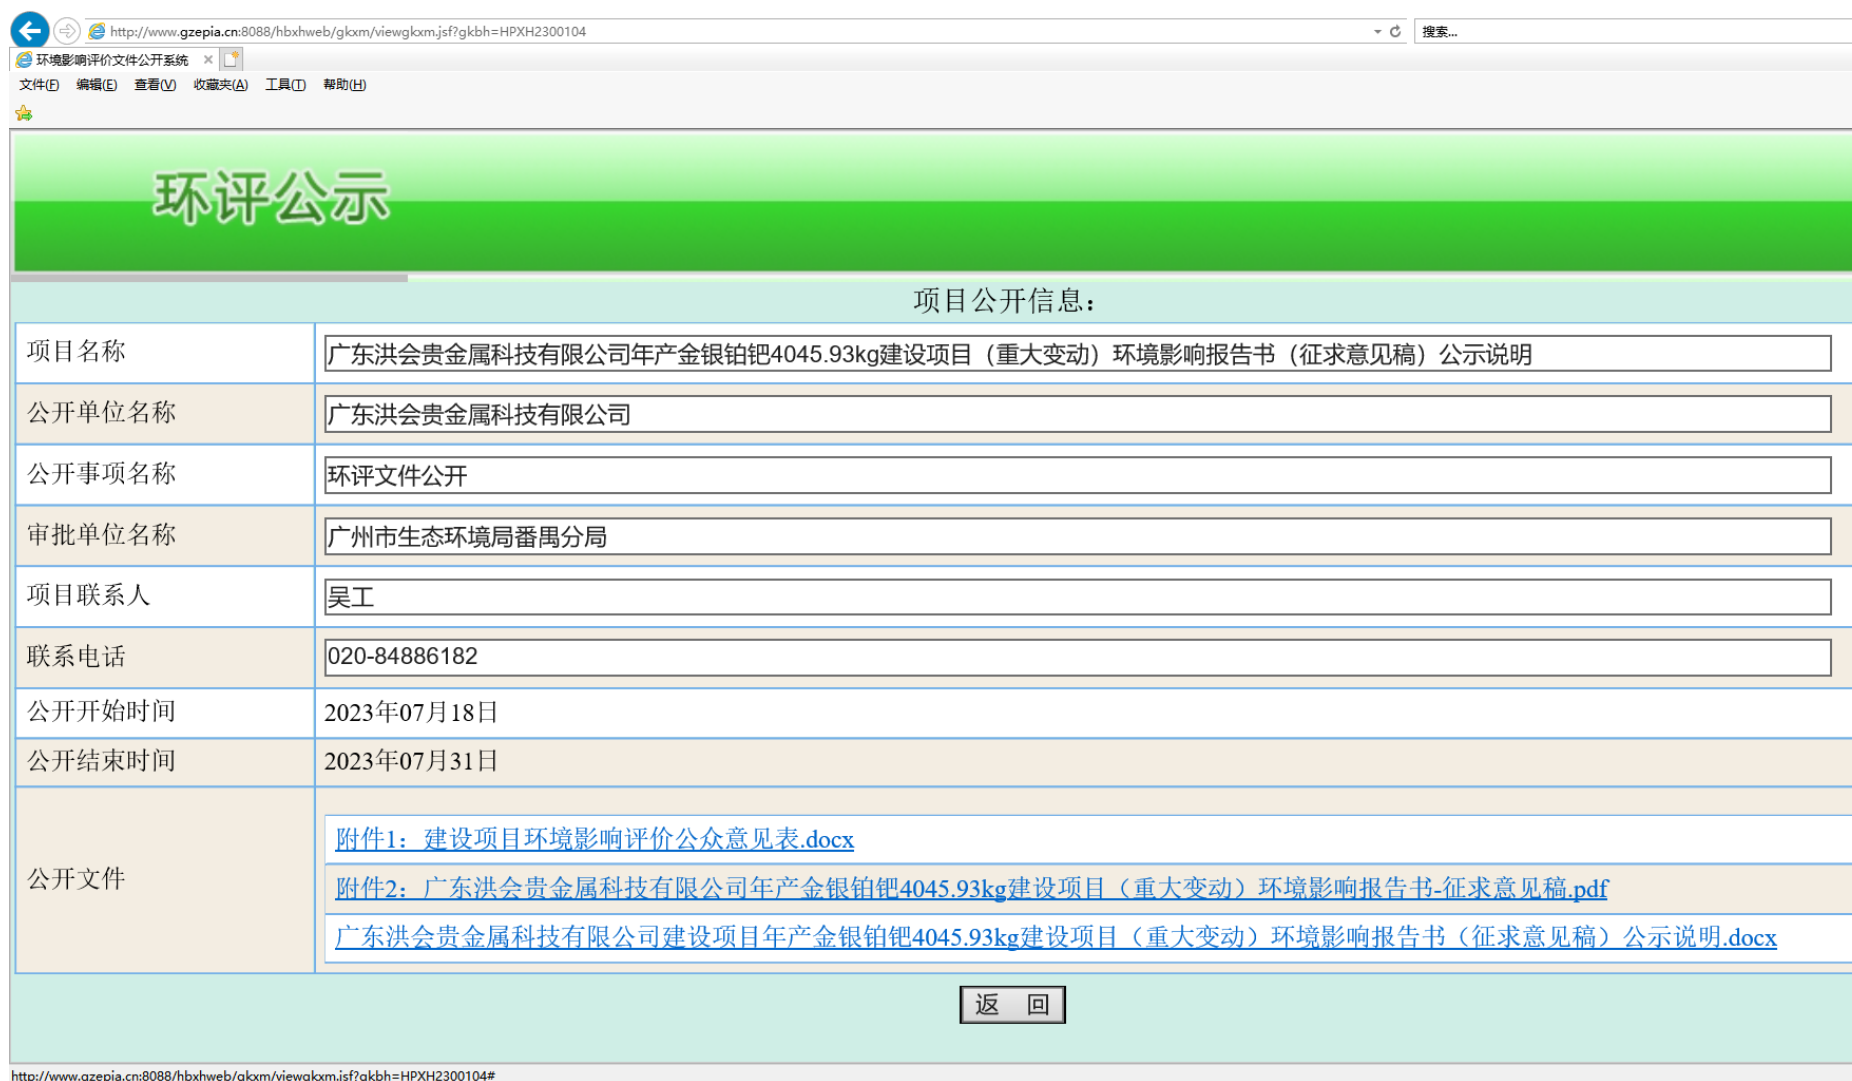 http://www.gzepia.cn:8088/hbxhweb/gkxm/viewgkxm.jsf?gkbh=HPXH2300104
搜索...
环境影响评价文件公开系统
文件(F) 编辑(E) 查看(V) 收藏夹(A) 工具(T) 帮助(H)
环评公示
项目公开信息：
项目名称 广东洪会贵金属科技有限公司年产金银铂钯4045.93kg建设项目（重大变动）环境影响报告书（征求意见稿）公示说明
公开单位名称 广东洪会贵金属科技有限公司
公开事项名称 环评文件公开
审批单位名称 广州市生态环境局番禺分局
项目联系人 吴工
联系电话 020-84886182
公开开始时间 2023年07月18日
公开结束时间 2023年07月31日
公开文件
附件1：建设项目环境影响评价公众意见表.docx
附件2：广东洪会贵金属科技有限公司年产金银铂钯4045.93kg建设项目（重大变动）环境影响报告书-征求意见稿.pdf
广东洪会贵金属科技有限公司建设项目年产金银铂钯4045.93kg建设项目（重大变动）环境影响报告书（征求意见稿）公示说明.docx
返 回
http://www.gzepia.cn:8088/hbxhweb/gkxm/viewgkxm.jsf?gkbh=HPXH2300104#